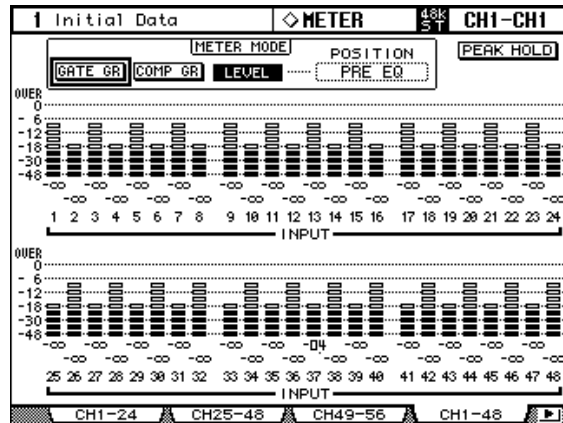 1 Initial Data ◇METER 48k ST CH1-CH1
METER MODE POSITION PEAK HOLD
GATE GR COMP GR LEVEL PRE EQ
OVER
0
-6
-12
-18
-30
-48
-∞ -∞ -∞ -∞ -∞ -∞ -∞ -∞ -∞ -∞ -∞ -∞
-∞ -∞ -∞ -∞ -∞ -∞ -∞ -∞ -∞ -∞ -∞ -∞
1 2 3 4 5 6 7 8 9 10 11 12 13 14 15 16 17 18 19 20 21 22 23 24
INPUT
OVER
0
-6
-12
-18
-30
-48
-∞ -∞ -∞ -∞ -∞ -∞ -04 -∞ -∞ -∞ -∞ -∞
-∞ -∞ -∞ -∞ -∞ -∞ -∞ -∞ -∞ -∞ -∞ -∞
25 26 27 28 29 30 31 32 33 34 35 36 37 38 39 40 41 42 43 44 45 46 47 48
INPUT
CH1-24 CH25-48 CH49-56 CH1-48